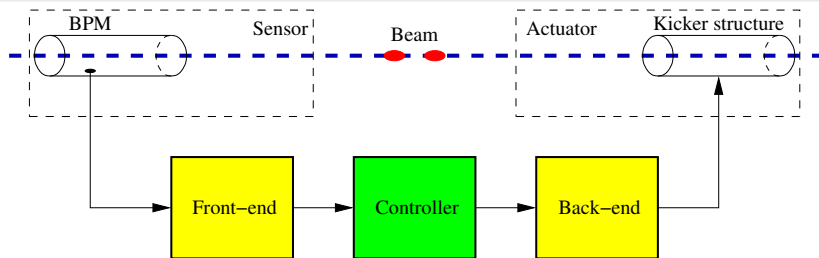 BPM
Sensor
Beam
Actuator
Kicker structure
Front−end
Controller
Back−end